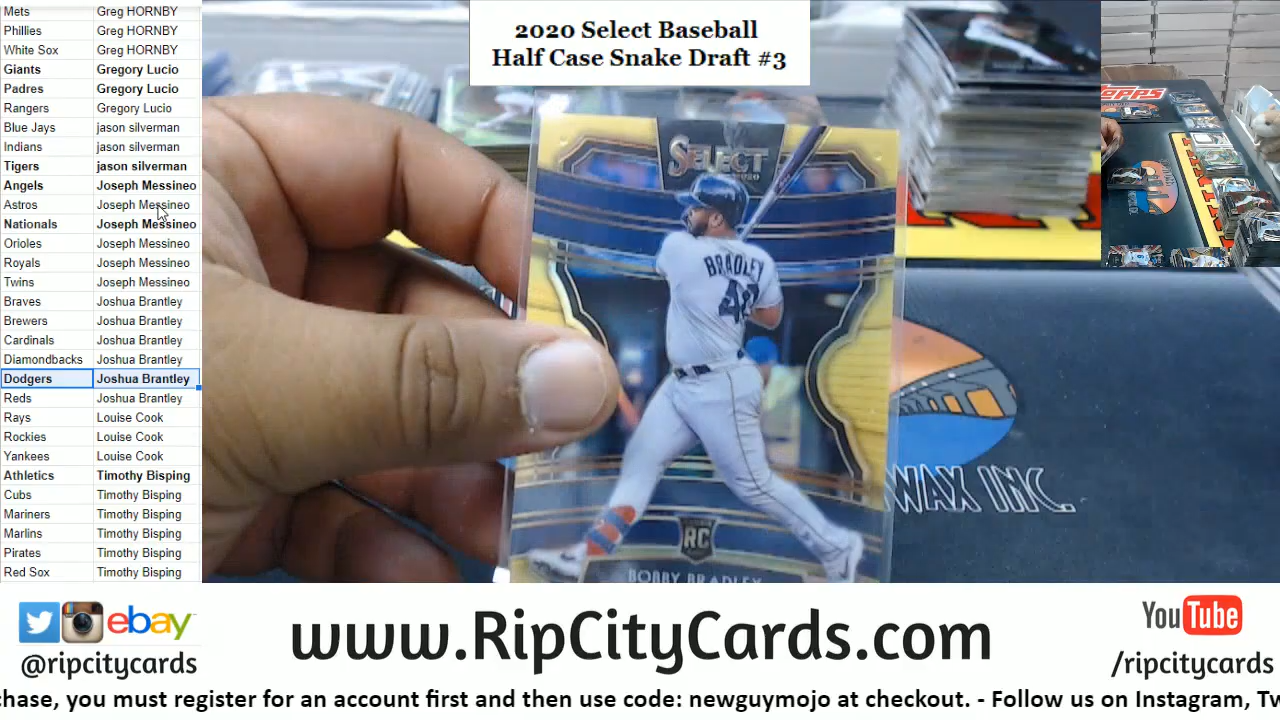 Mets Greg HORNBY
Phillies Greg HORNBY
White Sox Greg HORNBY
Giants Gregory Lucio
Padres Gregory Lucio
Rangers Gregory Lucio
Blue Jays jason silverman
Indians jason silverman
Tigers jason silverman
Angels Joseph Messineo
Astros Joseph Messineo
Nationals Joseph Messineo
Orioles Joseph Messineo
Royals Joseph Messineo
Twins Joseph Messineo
Braves Joshua Brantley
Brewers Joshua Brantley
Cardinals Joshua Brantley
Diamondbacks Joshua Brantley
Dodgers Joshua Brantley
Reds Joshua Brantley
Rays Louise Cook
Rockies Louise Cook
Yankees Louise Cook
Athletics Timothy Bisping
Cubs Timothy Bisping
Mariners Timothy Bisping
Marlins Timothy Bisping
Pirates Timothy Bisping
Red Sox Timothy Bisping
2020 Select Baseball
Half Case Snake Draft #3
SELECT
2020
BRADLEY
RC
BOBBY BRADLEY
WAX INC.
TOPPS
ebay
@ripcitycards
www.RipCityCards.com
YouTube
/ripcitycards
chase, you must register for an account first and then use code: newguymojo at checkout. - Follow us on Instagram, Tw